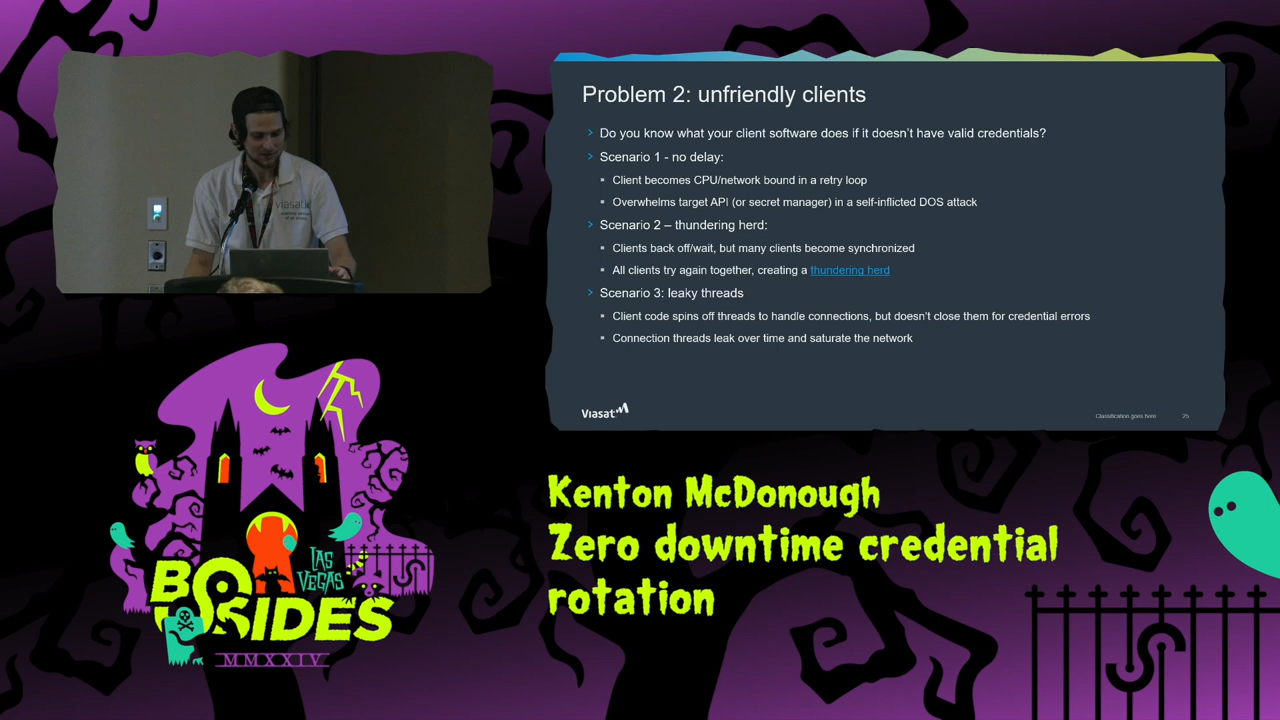 Problem 2: unfriendly clients
Do you know what your client software does if it doesn't have valid credentials?
Scenario 1 - no delay:
Client becomes CPU/network bound in a retry loop
Overwhelms target API (or secret manager) in a self-inflicted DOS attack
Scenario 2 – thundering herd:
Clients back off/wait, but many clients become synchronized
All clients try again together, creating a thundering herd
Scenario 3: leaky threads
Client code spins off threads to handle connections, but doesn't close them for credential errors
Connection threads leak over time and saturate the network
Viasat
Classification goes here
25
viasat
Kenton McDonough
Zero downtime credential
rotation
LAS
VEGAS
BSIDES
MMXXIV